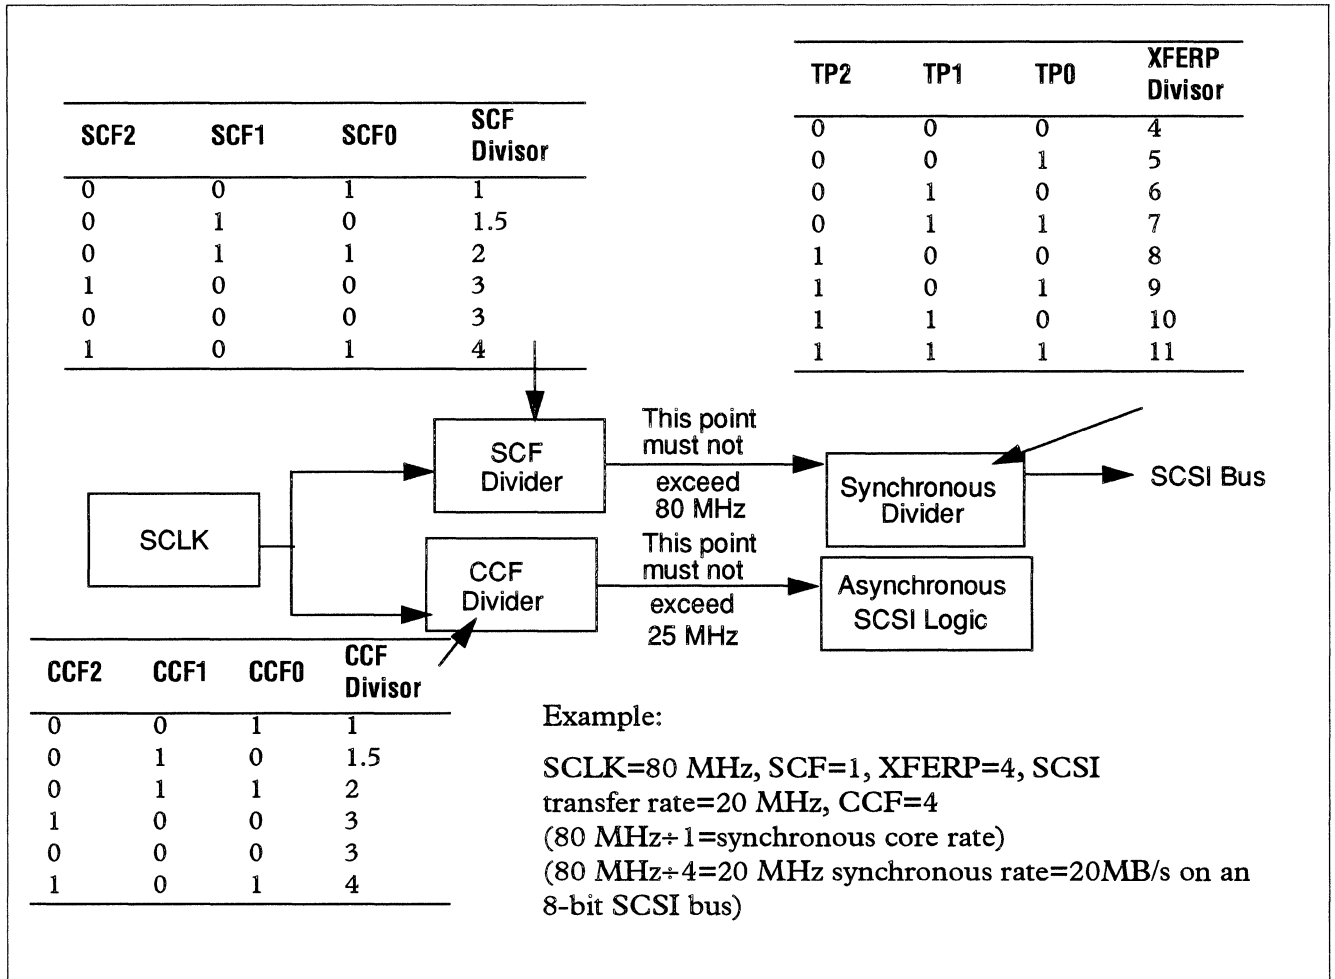 SCF2 SCF1 SCF0 SCF Divisor
0 0 1 1
0 1 0 1.5
0 1 1 2
1 0 0 3
0 0 0 3
1 0 1 4
TP2 TP1 TP0 XFERP Divisor
0 0 0 4
0 0 1 5
0 1 0 6
0 1 1 7
1 0 0 8
1 0 1 9
1 1 0 10
1 1 1 11
SCLK
SCF
Divider
This point
must not
exceed
80 MHz
Synchronous
Divider
SCSI Bus
CCF
Divider
This point
must not
exceed
25 MHz
Asynchronous
SCSI Logic
CCF2 CCF1 CCF0 CCF Divisor
0 0 1 1
0 1 0 1.5
0 1 1 2
1 0 0 3
0 0 0 3
1 0 1 4
Example:
SCLK=80 MHz, SCF=1, XFERP=4, SCSI
transfer rate=20 MHz, CCF=4
(80 MHz÷1=synchronous core rate)
(80 MHz÷4=20 MHz synchronous rate=20MB/s on an
8-bit SCSI bus)